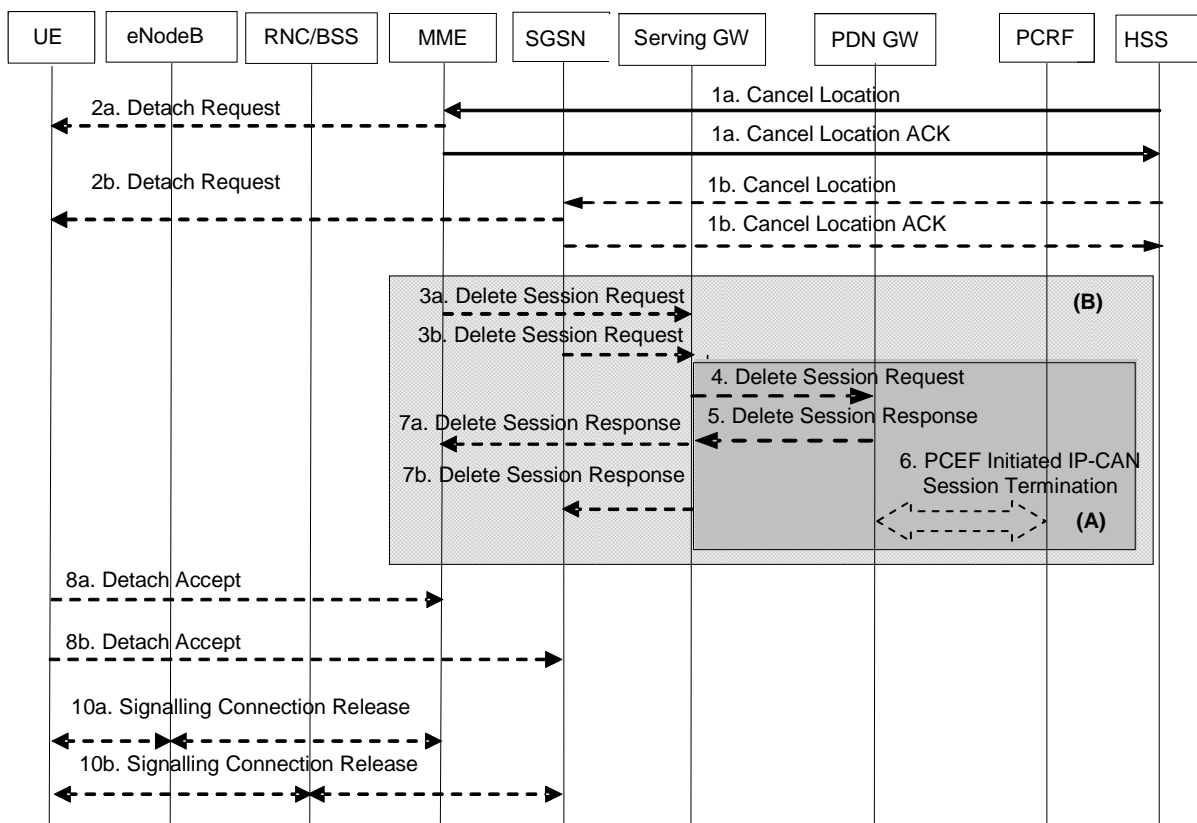 UE
eNodeB
RNC/BSS
MME
SGSN
Serving GW
PDN GW
PCRF
HSS
1a. Cancel Location
2a. Detach Request
1a. Cancel Location ACK
2b. Detach Request
1b. Cancel Location
1b. Cancel Location ACK
3a. Delete Session Request
(B)
3b. Delete Session Request
4. Delete Session Request
5. Delete Session Response
7a. Delete Session Response
6. PCEF Initiated IP-CAN
Session Termination
7b. Delete Session Response
(A)
8a. Detach Accept
8b. Detach Accept
10a. Signalling Connection Release
10b. Signalling Connection Release